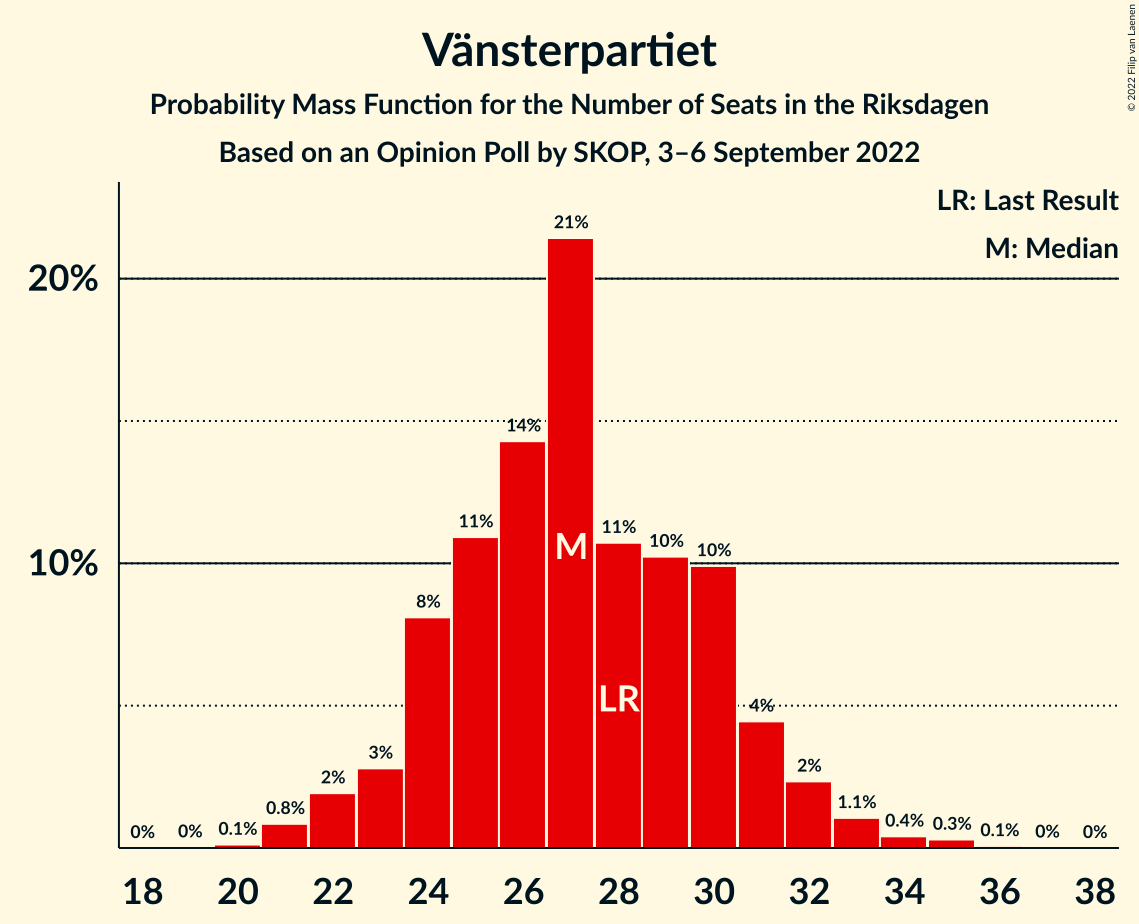 Vänsterpartiet
Probability Mass Function for the Number of Seats in the Riksdagen
Based on an Opinion Poll by SKOP, 3–6 September 2022
© 2022 Filip van Laenen
LR: Last Result
M: Median
20%
10%
0%
0%
0.1%
0.8%
2%
3%
8%
11%
14%
21%
11%
10%
10%
4%
2%
1.1%
0.4%
0.3%
0.1%
0%
0%
M
LR
18 20 22 24 26 28 30 32 34 36 38